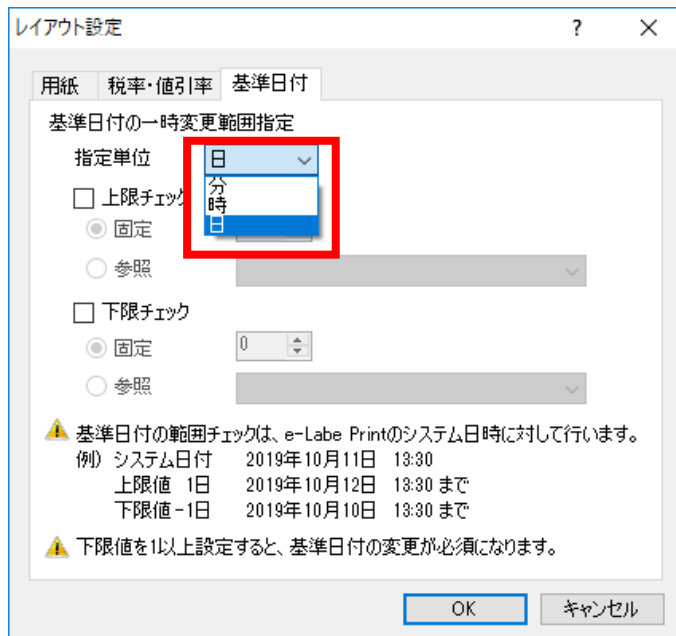 レイアウト設定 ?
用紙 税率・値引率 基準日付
基準日付の一時変更範囲指定
指定単位 日
分
時
日
上限チェック
固定
参照
下限チェック
固定 0
参照
基準日付の範囲チェックは、e-Labe Printのシステム日時に対して行います。
例) システム日付 2019年10月11日 13:30
上限値 1日 2019年10月12日 13:30 まで
下限値-1日 2019年10月10日 13:30 まで
下限値を1以上設定すると、基準日付の変更が必須になります。
OK キャンセル